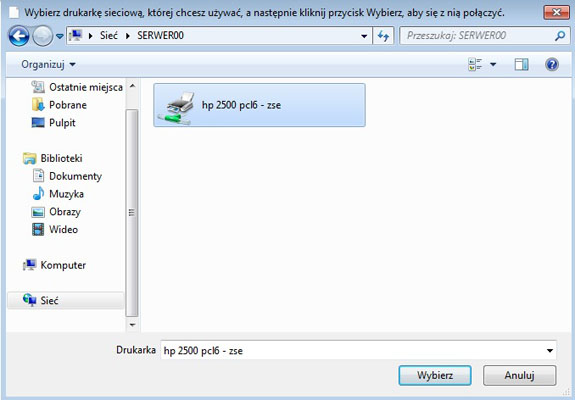 Wybierz drukarkę sieciową, której chcesz używać, a następnie kliknij przycisk Wybierz, aby się z nią połączyć.
Sieć SERWER00 Przeszukaj: SERWER00
Organizuj
Ostatnie miejsca
Pobrane
Pulpit
Biblioteki
Dokumenty
Muzyka
Obrazy
Wideo
Komputer
Sieć
hp 2500 pcl6 - zse
Drukarka hp 2500 pcl6 - zse
Wybierz Anuluj